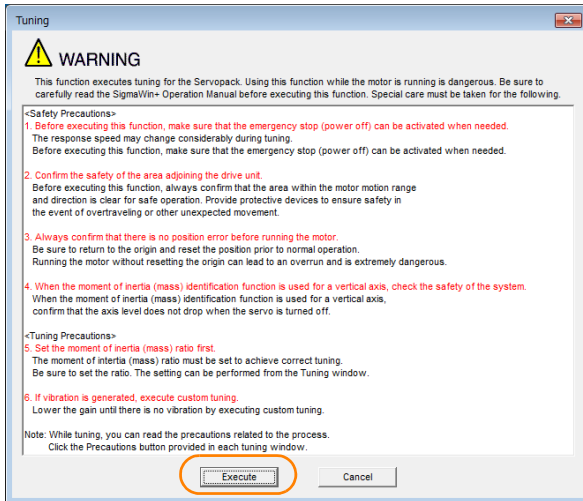 Tuning
WARNING
This function executes tuning for the Servopack. Using this function while the motor is running is dangerous. Be sure to
carefully read the SigmaWin+ Operation Manual before executing this function. Special care must be taken for the following.
<Safety Precautions>
1. Before executing this function, make sure that the emergency stop (power off) can be activated when needed.
The response speed may change considerably during tuning.
Before executing this function, make sure that the emergency stop (power off) can be activated when needed.
2. Confirm the safety of the area adjoining the drive unit.
Before executing this function, always confirm that the area within the motor motion range
and direction is clear for safe operation. Provide protective devices to ensure safety in
the event of overtraveling or other unexpected movement.
3. Always confirm that there is no position error before running the motor.
Be sure to return to the origin and reset the position prior to normal operation.
Running the motor without resetting the origin can lead to an overrun and is extremely dangerous.
4. When the moment of inertia (mass) identification function is used for a vertical axis, check the safety of the system.
When the moment of inertia (mass) identification function is used for a vertical axis,
confirm that the axis level does not drop when the servo is turned off.
<Tuning Precautions>
5. Set the moment of inertia (mass) ratio first.
The moment of intertia (mass) ratio must be set to achieve correct tuning.
Be sure to set the ratio. The setting can be performed from the Tuning window.
6. If vibration is generated, execute custom tuning.
Lower the gain until there is no vibration by executing custom tuning.
Note: While tuning, you can read the precautions related to the process.
Click the Precautions button provided in each tuning window.
Execute
Cancel